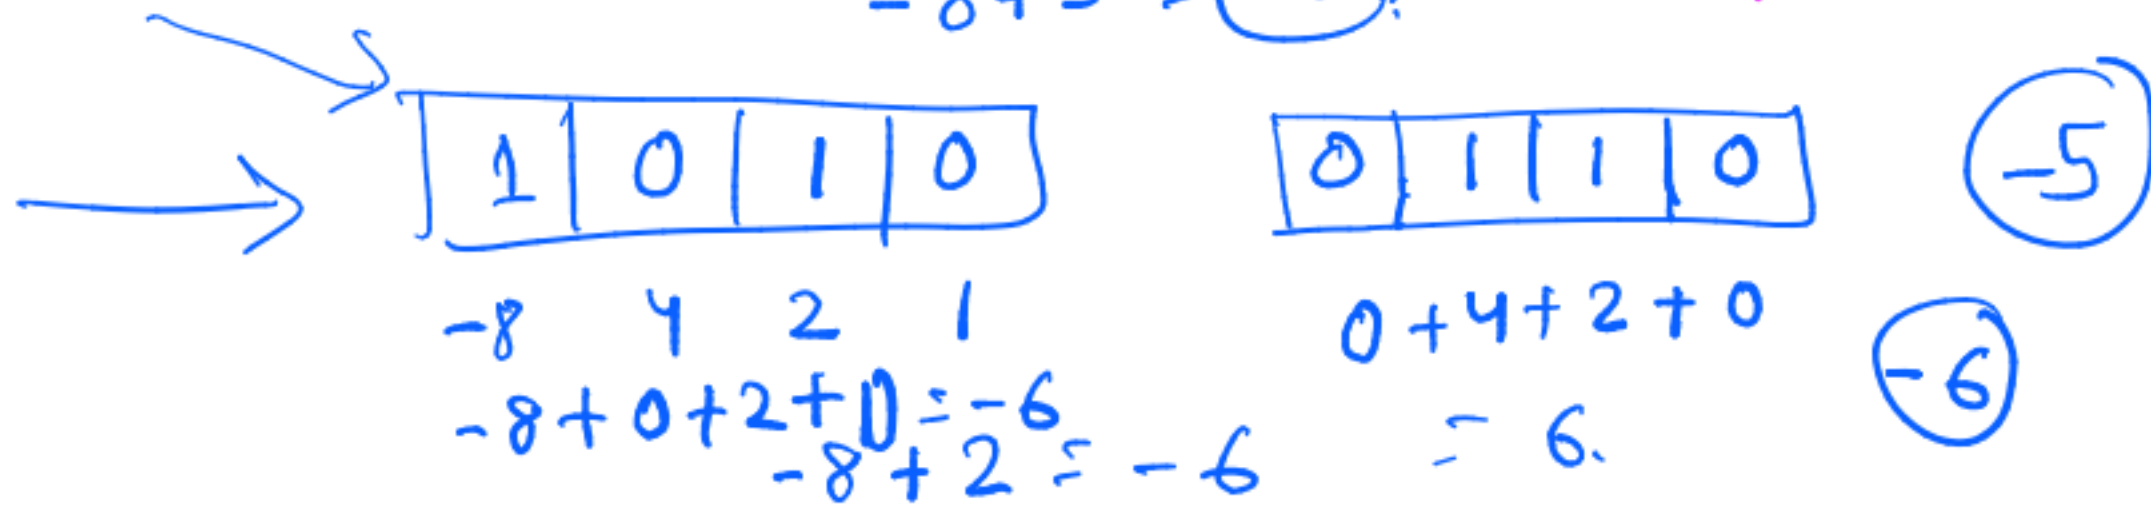 1 0 1 0 0 1 1 0 -5
-8 4 2 1 0 + 4 + 2 + 0
-8 + 0 + 2 + 0 = -6 -6
-8 + 2 = -6 = 6.